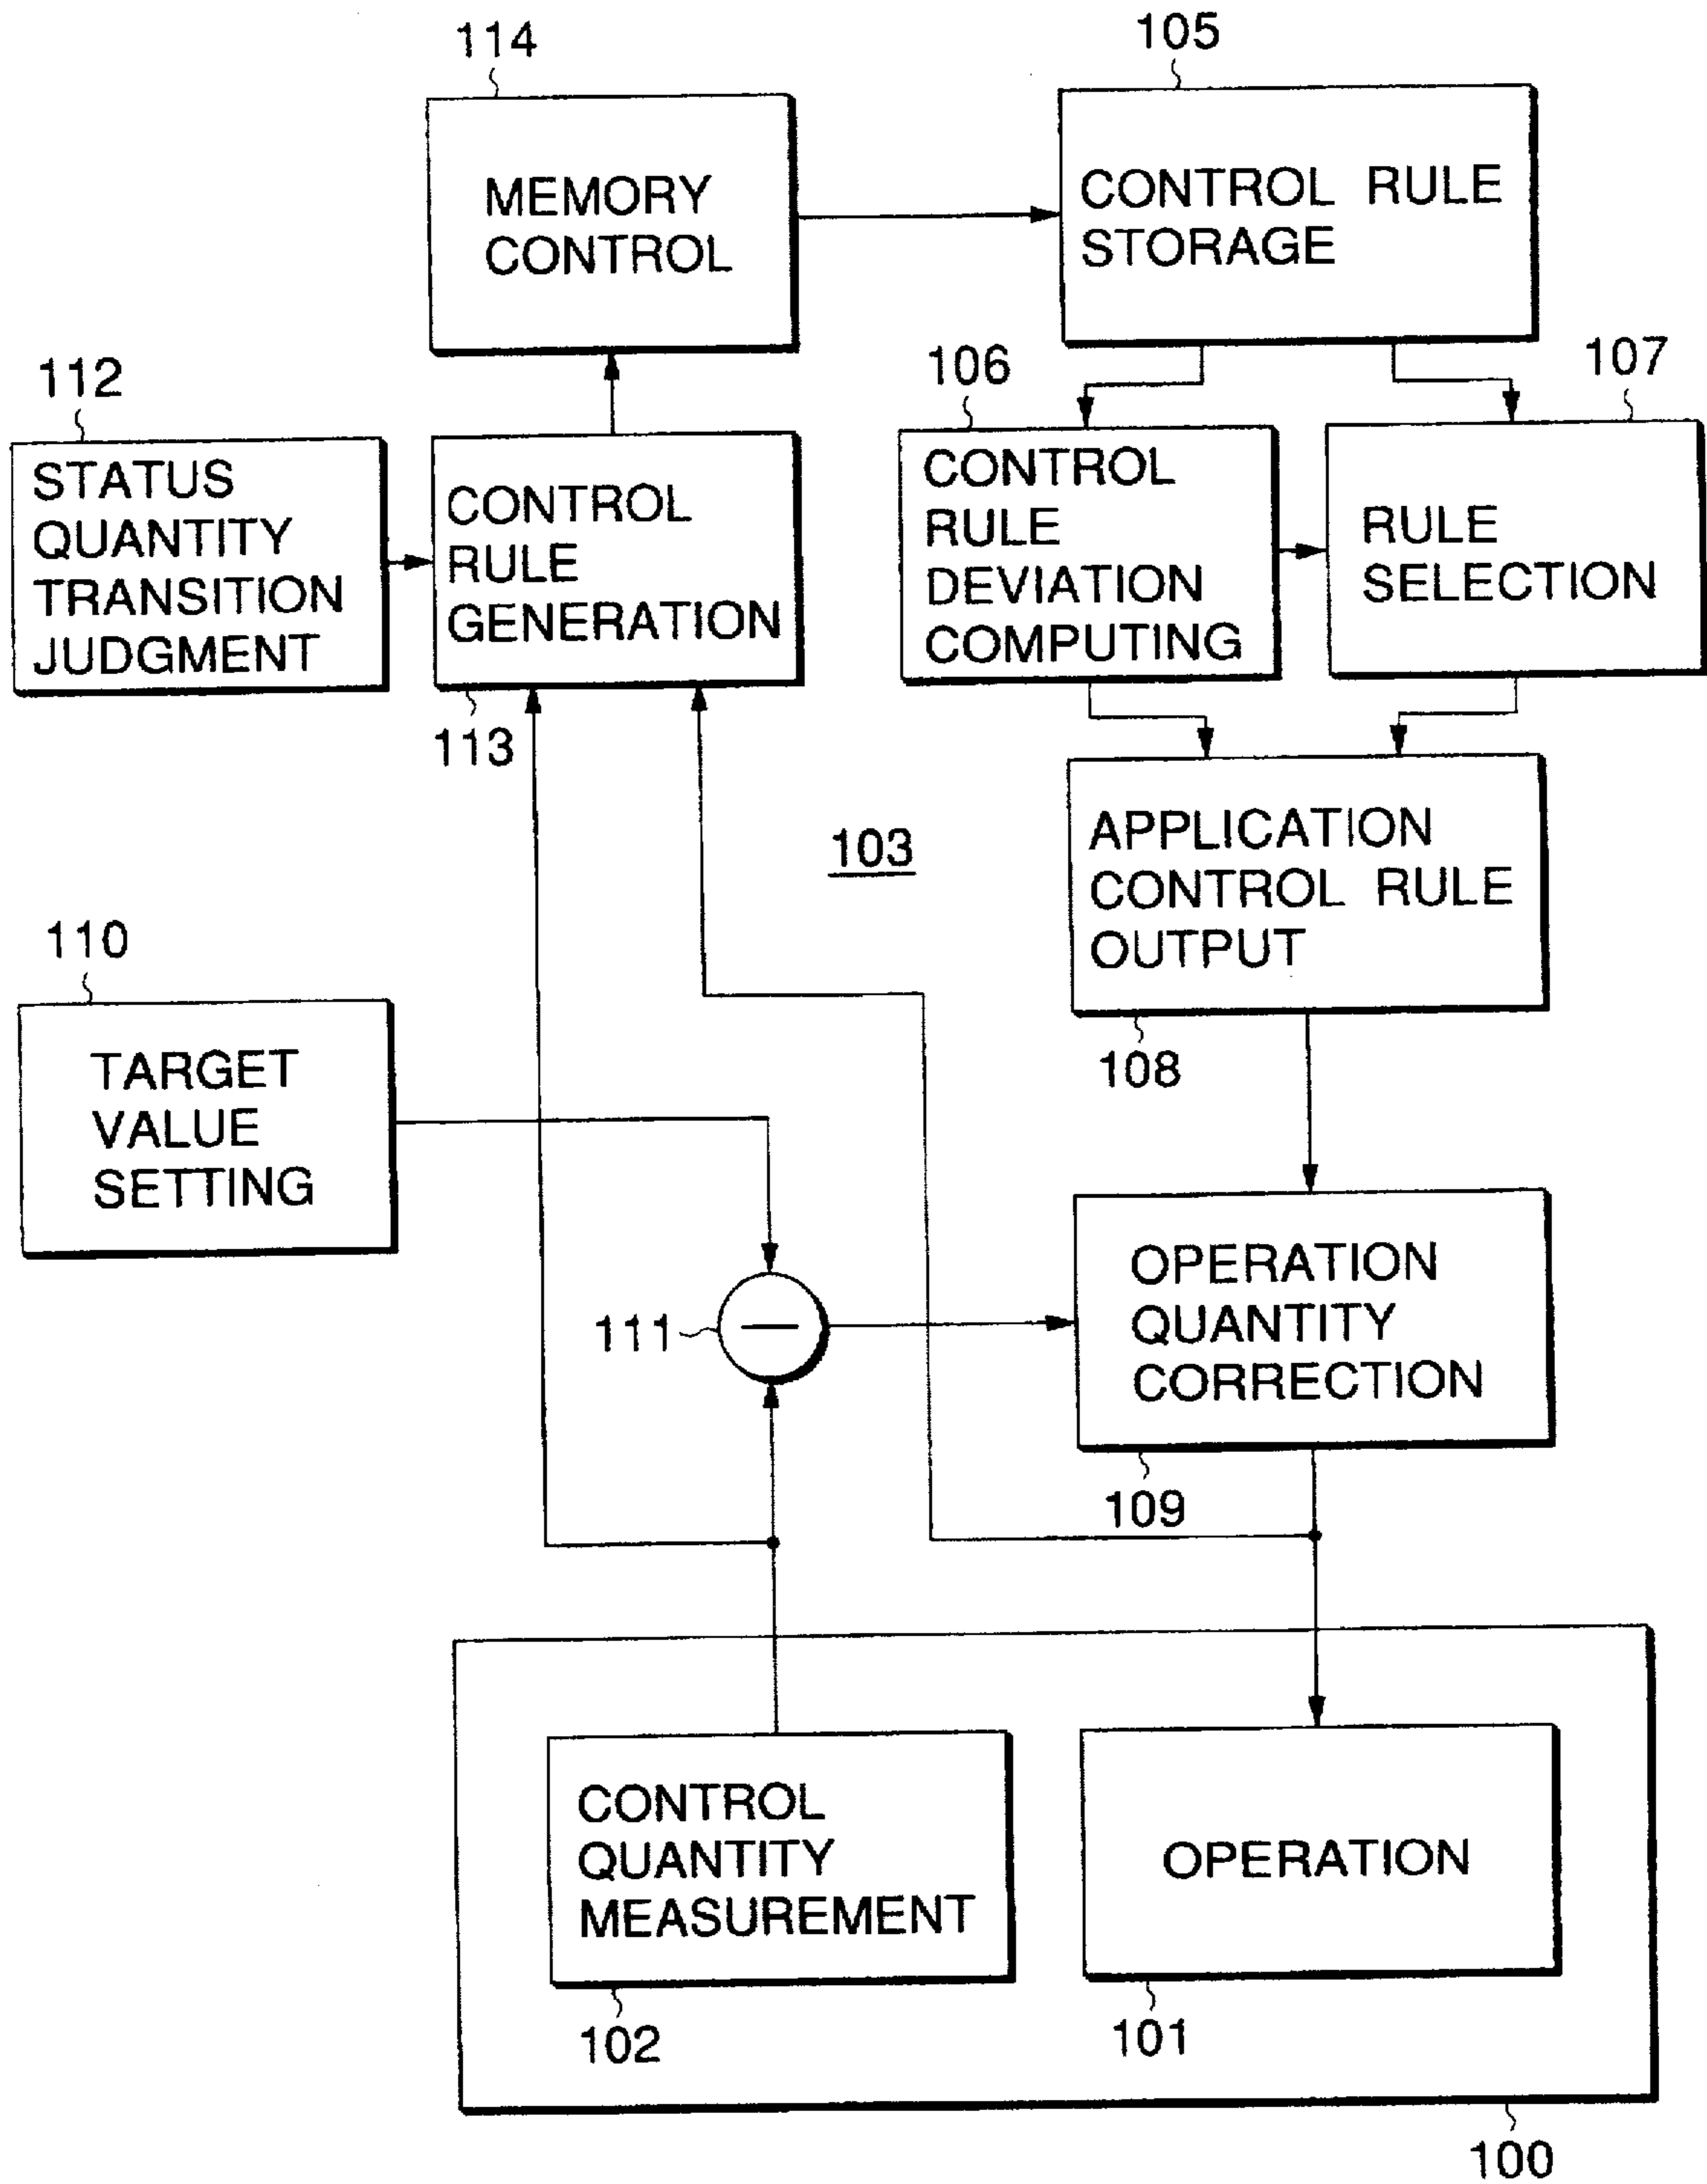 114
105
MEMORY
CONTROL
CONTROL RULE
STORAGE
112
106
107
STATUS
QUANTITY
TRANSITION
JUDGMENT
CONTROL
RULE
GENERATION
CONTROL
RULE
DEVIATION
COMPUTING
RULE
SELECTION
113
103
APPLICATION
CONTROL RULE
OUTPUT
110
108
TARGET
VALUE
SETTING
111
OPERATION
QUANTITY
CORRECTION
109
CONTROL
QUANTITY
MEASUREMENT
OPERATION
102
101
100